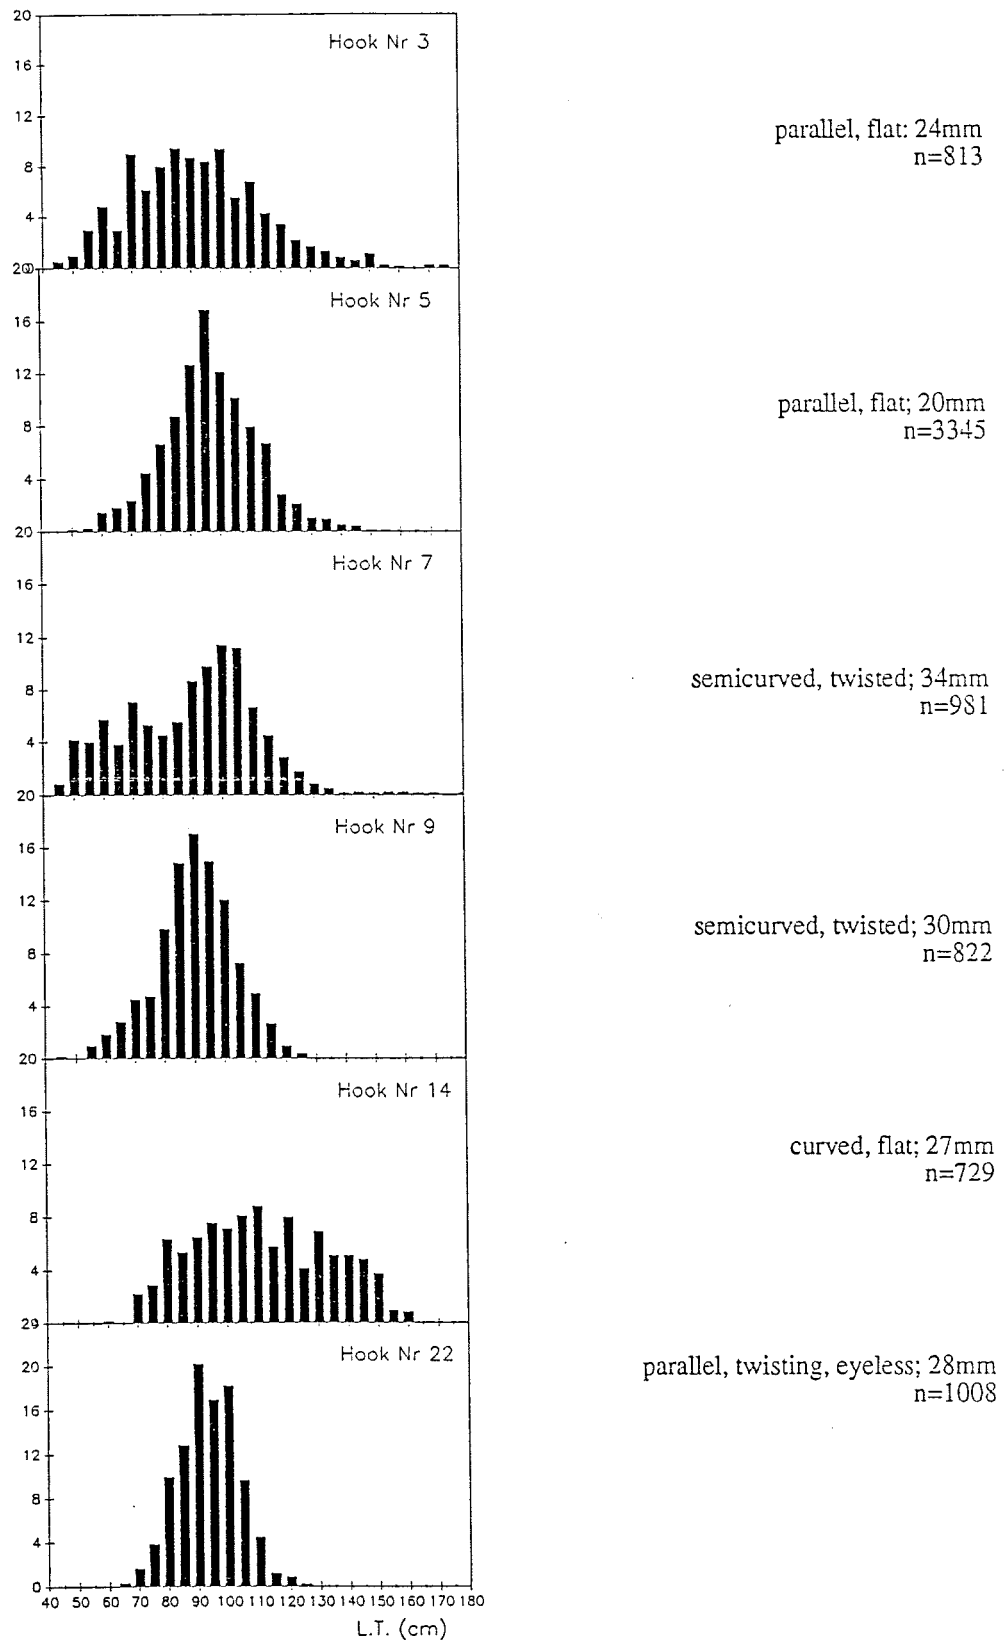 20
Hook Nr 3
16
12
parallel, flat: 24mm
n=813
8
4
20
Hook Nr 5
16
12
parallel, flat; 20mm
n=3345
8
4
20
Hook Nr 7
16
12
semicurved, twisted; 34mm
n=981
8
4
20
Hook Nr 9
16
12
semicurved, twisted; 30mm
n=822
8
4
20
Hook Nr 14
16
12
curved, flat; 27mm
n=729
8
4
Hook Nr 22
20
parallel, twisting, eyeless; 28mm
n=1008
16
12
8
4
0
40 50 60 70 80 90 100 110 120 130 140 150 160 170 180
L.T. (cm)